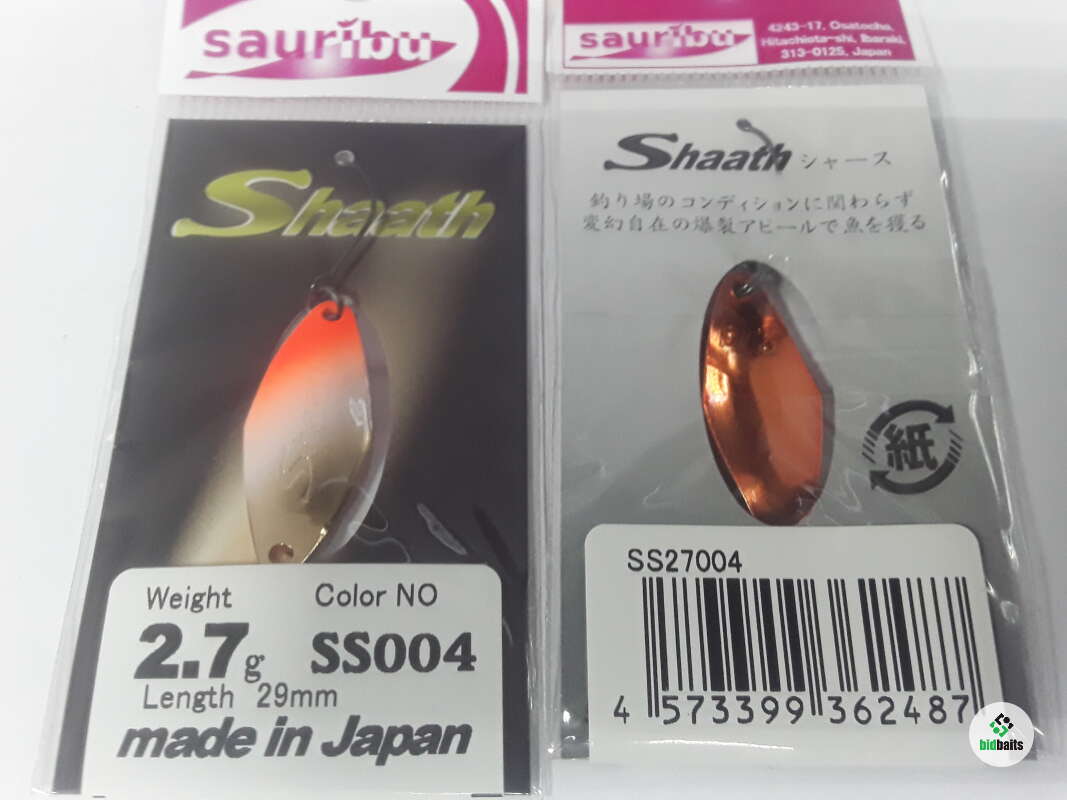 sauribu
Shaath
Weight Color NO
2.7g SS004
Length 29mm
made in Japan
sauribu
4243-17, Osatocho,
Hitachiota-shi, Ibaraki,
313-0125, Japan
Shaath シャース
釣り場のコンディションに関わらず
変幻自在の爆裂アピールで魚を獲る
紙
SS27004
4 573399 362487
bidbaits